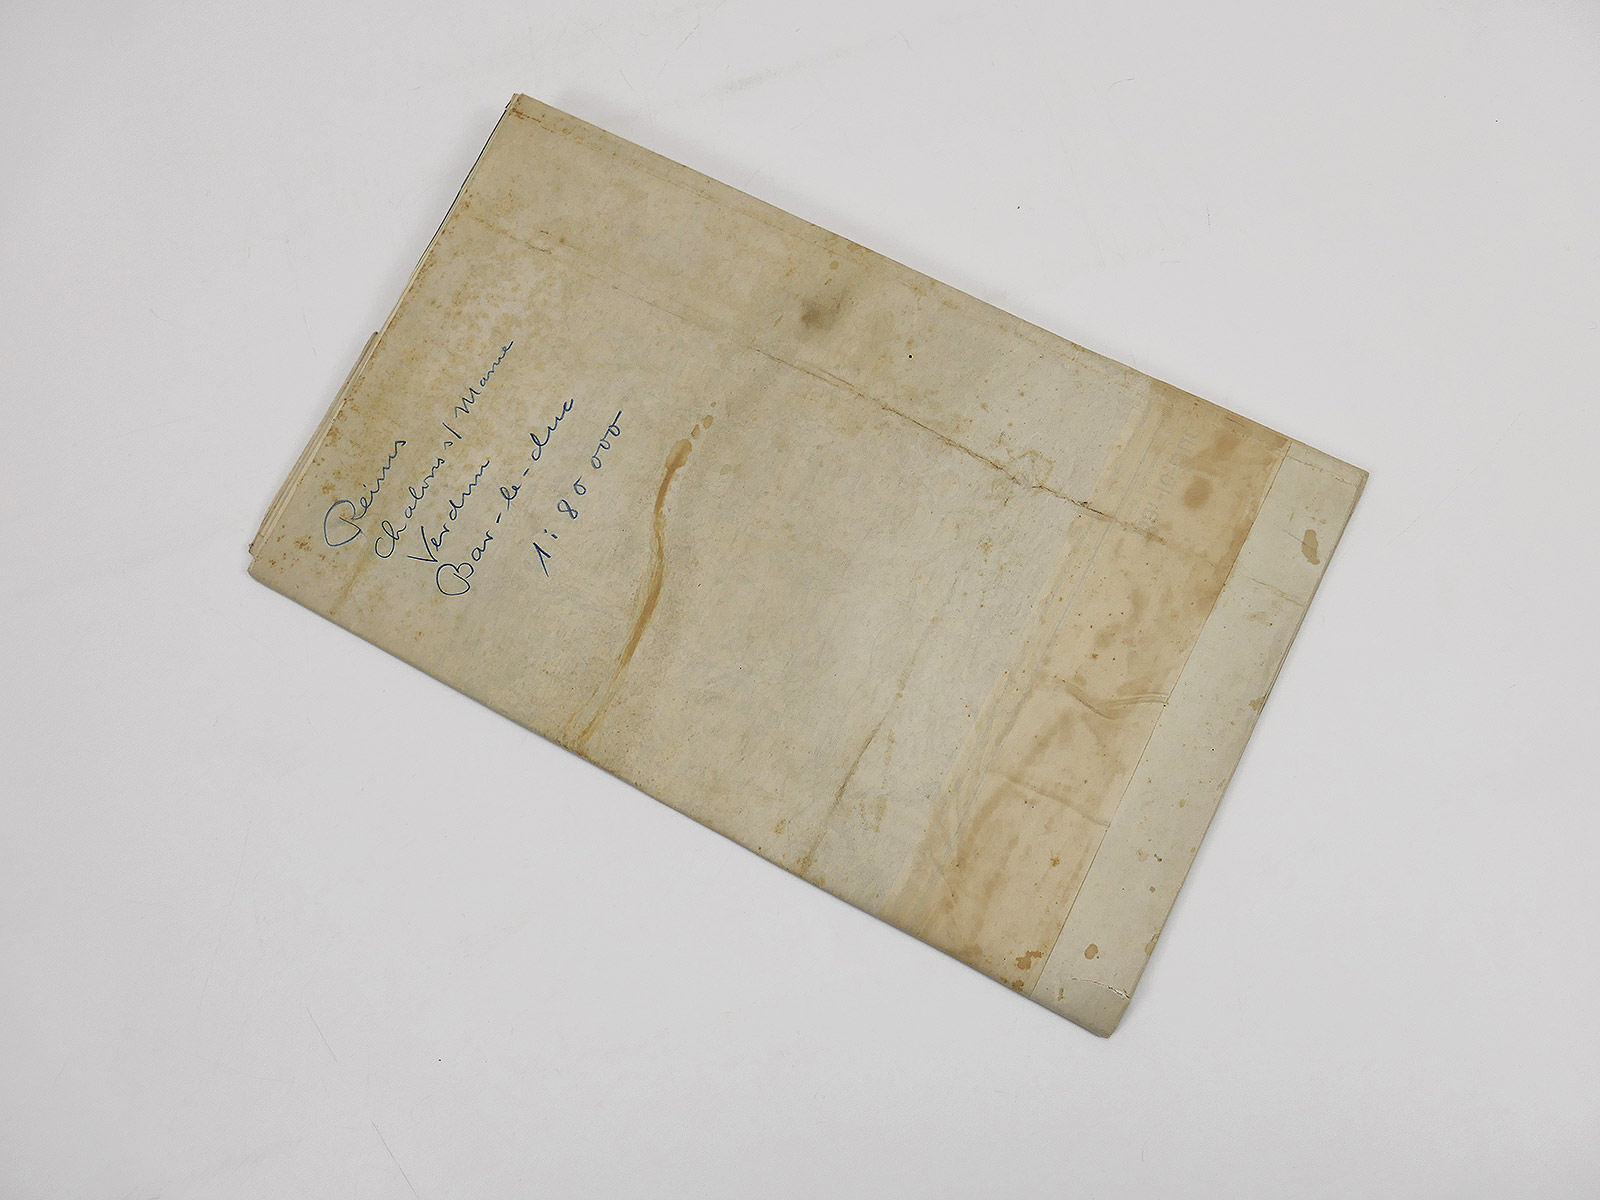 Reims
Chalons s/ Marne
Verdun
Bar-le-duc
1:80 000